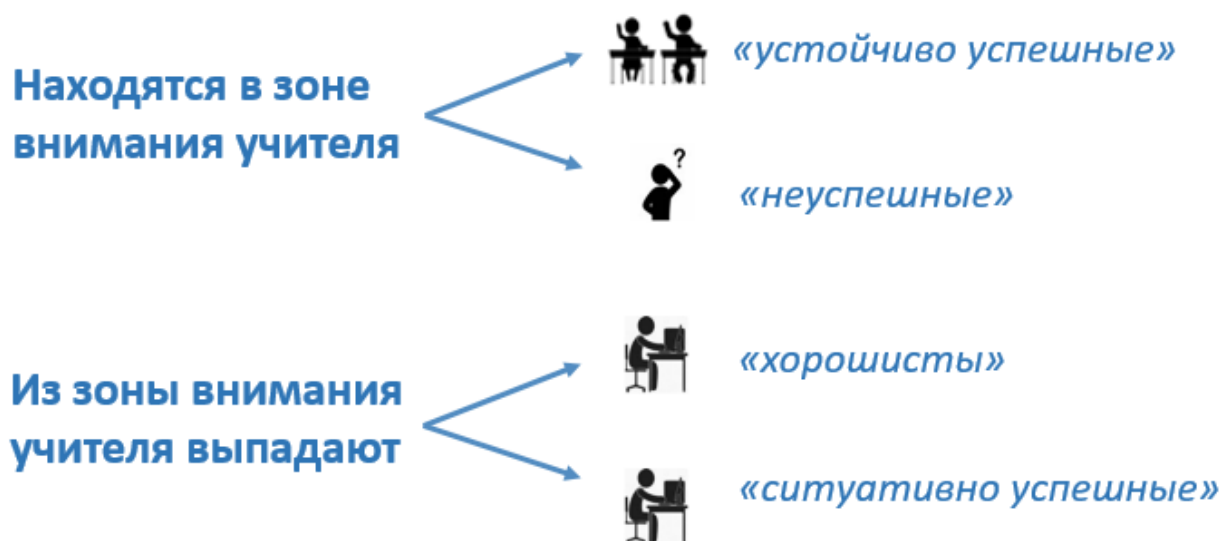 Находятся в зоне
внимания учителя
«устойчиво успешные»
?
«неуспешные»
Из зоны внимания
учителя выпадают
«хорошисты»
«ситуативно успешные»